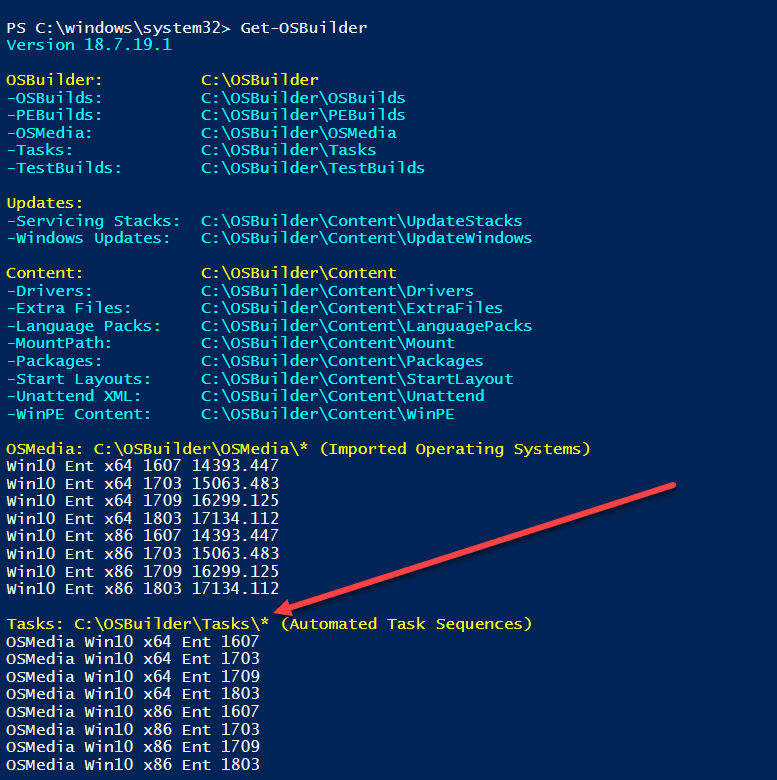 PS C:\windows\system32> Get-OSBuilder
Version 18.7.19.1
OSBuilder: C:\OSBuilder
-OSBuilds: C:\OSBuilder\OSBuilds
-PEBuilds: C:\OSBuilder\PEBuilds
-OSMedia: C:\OSBuilder\OSMedia
-Tasks: C:\OSBuilder\Tasks
-TestBuilds: C:\OSBuilder\TestBuilds
Updates:
-Servicing Stacks: C:\OSBuilder\Content\UpdateStacks
-Windows Updates: C:\OSBuilder\Content\UpdateWindows
Content: C:\OSBuilder\Content
-Drivers: C:\OSBuilder\Content\Drivers
-Extra Files: C:\OSBuilder\Content\ExtraFiles
-Language Packs: C:\OSBuilder\Content\LanguagePacks
-MountPath: C:\OSBuilder\Content\Mount
-Packages: C:\OSBuilder\Content\Packages
-Start Layouts: C:\OSBuilder\Content\StartLayout
-Unattend XML: C:\OSBuilder\Content\Unattend
-WinPE Content: C:\OSBuilder\Content\WinPE
OSMedia: C:\OSBuilder\OSMedia\* (Imported Operating Systems)
Win10 Ent x64 1607 14393.447
Win10 Ent x64 1703 15063.483
Win10 Ent x64 1709 16299.125
Win10 Ent x64 1803 17134.112
Win10 Ent x86 1607 14393.447
Win10 Ent x86 1703 15063.483
Win10 Ent x86 1709 16299.125
Win10 Ent x86 1803 17134.112
Tasks: C:\OSBuilder\Tasks\* (Automated Task Sequences)
OSMedia Win10 x64 Ent 1607
OSMedia Win10 x64 Ent 1703
OSMedia Win10 x64 Ent 1709
OSMedia Win10 x64 Ent 1803
OSMedia Win10 x86 Ent 1607
OSMedia Win10 x86 Ent 1703
OSMedia Win10 x86 Ent 1709
OSMedia Win10 x86 Ent 1803